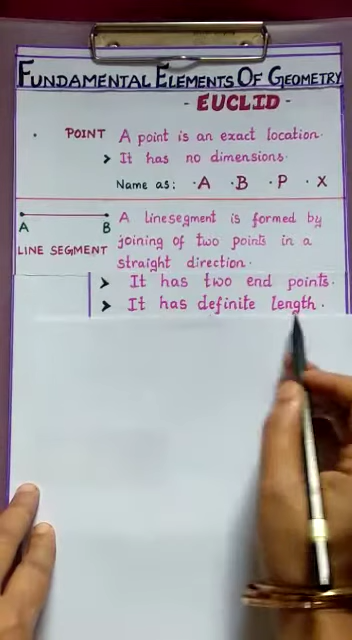 FUNDAMENTAL ELEMENTS OF GEOMETRY
- EUCLID -
. POINT A point is an exact location.
➤ It has no dimensions.
Name as: ·A ·B ·P ·X
A B A linesegment is formed by
LINE SEGMENT joining of two points in a
straight direction.
➤ It has two end points.
➤ It has definite length.